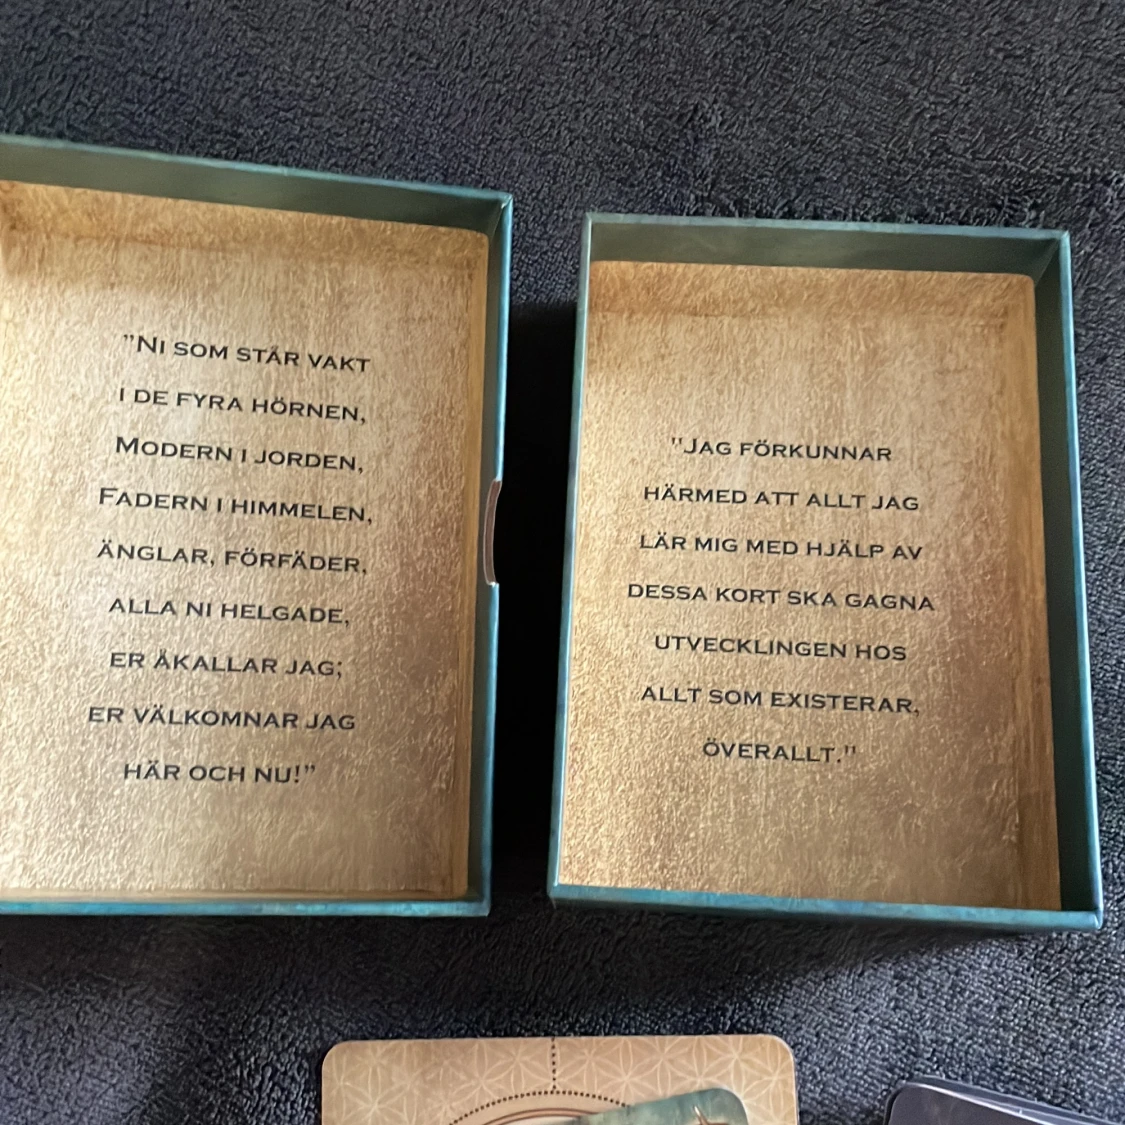 ”Ni som står vakt
i de fyra hörnen,
Modern i jorden,
Fadern i himmelen,
änglar, förfäder,
alla ni helgade,
er åkallar jag;
er välkomnar jag
här och nu!”
"Jag förkunnar
härmed att allt jag
lär mig med hjälp av
dessa kort ska gagna
utvecklingen hos
allt som existerar,
överallt."